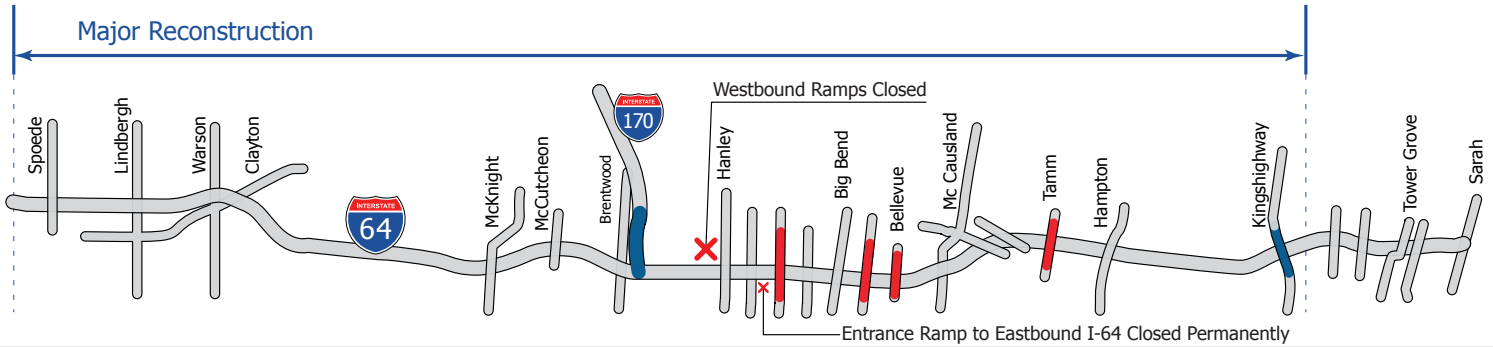 Major Reconstruction
Westbound Ramps Closed
INTERSTATE
170
Spoede
Lindbergh
Warson
Clayton
INTERSTATE
64
McKnight
McCutcheon
Brentwood
Hanley
Big Bend
Bellevue
Mc Causland
Tamm
Hampton
Kingshighway
Tower Grove
Sarah
Entrance Ramp to Eastbound I-64 Closed Permanently